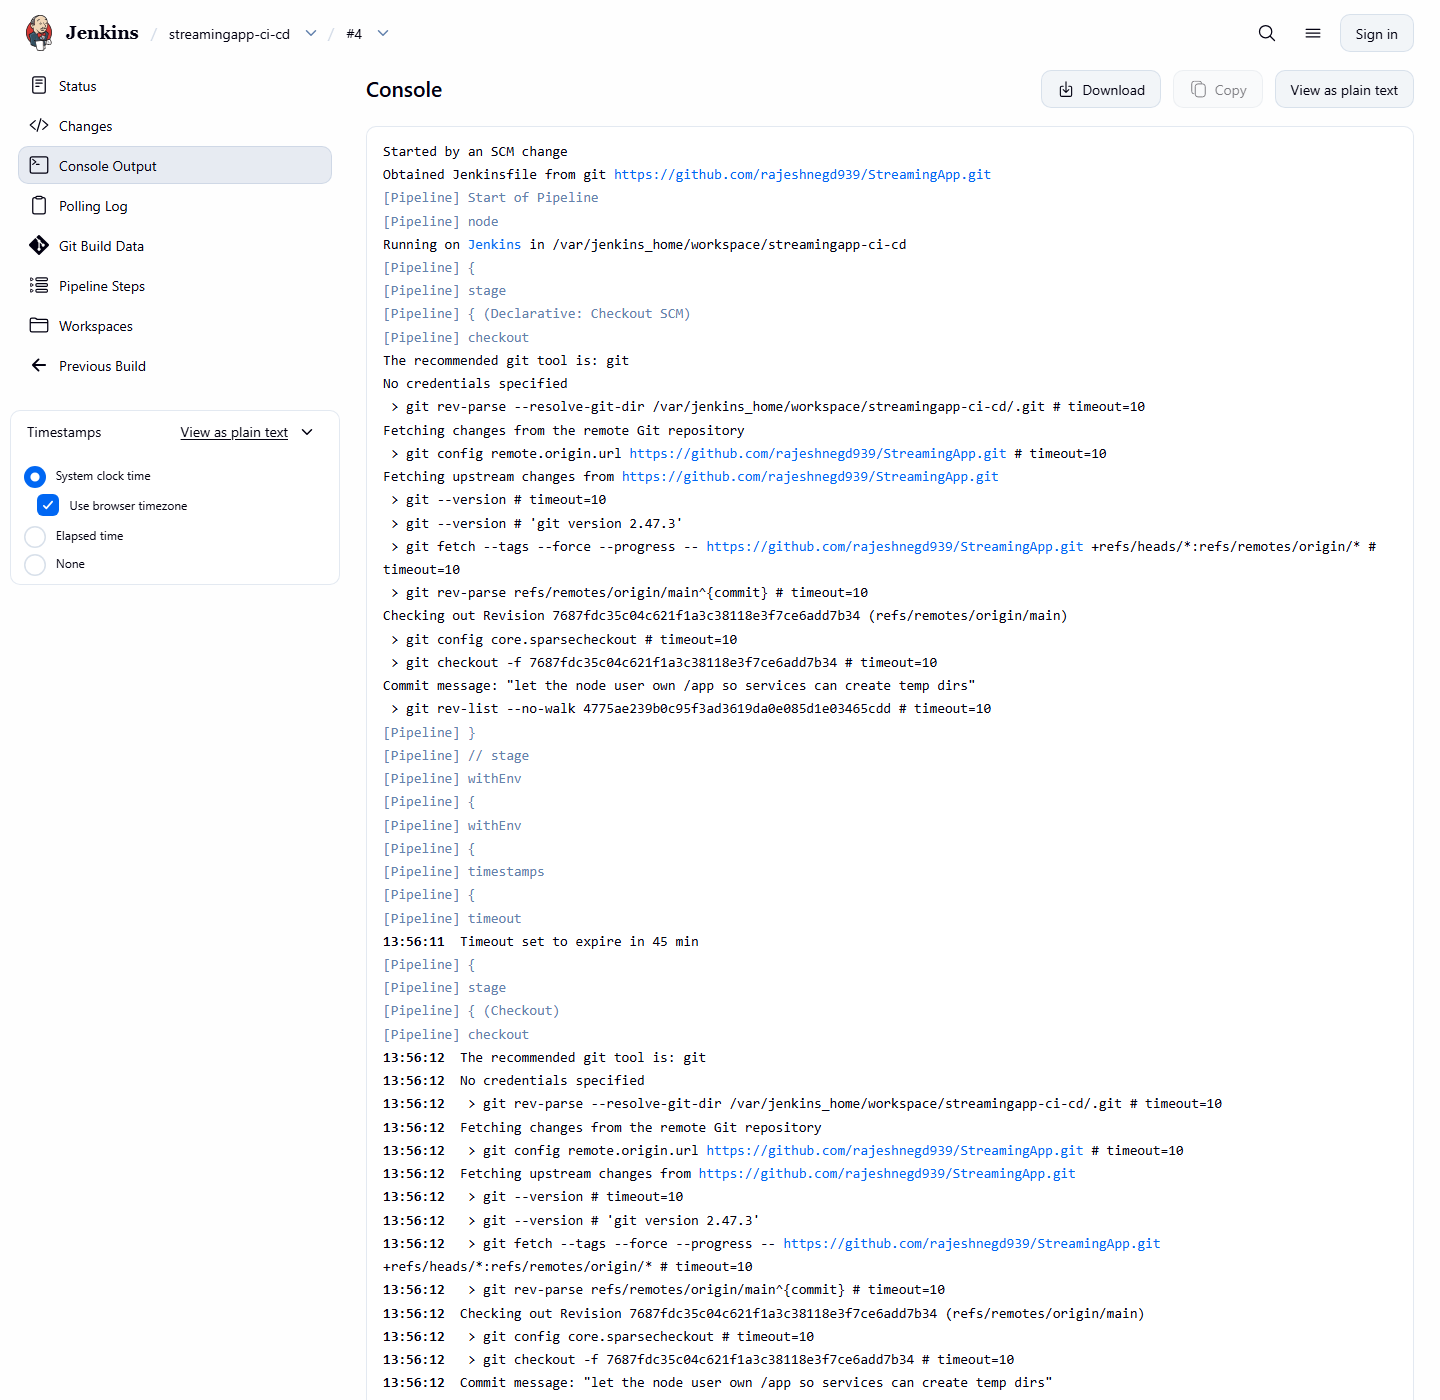 Jenkins / streamingapp-ci-cd / #4
Sign in
Status
Changes
Console Output
Polling Log
Git Build Data
Pipeline Steps
Workspaces
Previous Build
Timestamps
View as plain text
System clock time
Use browser timezone
Elapsed time
None
Console
Download
Copy
View as plain text
Started by an SCM change
Obtained Jenkinsfile from git https://github.com/rajeshnegd939/StreamingApp.git
[Pipeline] Start of Pipeline
[Pipeline] node
Running on Jenkins in /var/jenkins_home/workspace/streamingapp-ci-cd
[Pipeline] {
[Pipeline] stage
[Pipeline] { (Declarative: Checkout SCM)
[Pipeline] checkout
The recommended git tool is: git
No credentials specified
 > git rev-parse --resolve-git-dir /var/jenkins_home/workspace/streamingapp-ci-cd/.git # timeout=10
Fetching changes from the remote Git repository
 > git config remote.origin.url https://github.com/rajeshnegd939/StreamingApp.git # timeout=10
Fetching upstream changes from https://github.com/rajeshnegd939/StreamingApp.git
 > git --version # timeout=10
 > git --version # 'git version 2.47.3'
 > git fetch --tags --force --progress -- https://github.com/rajeshnegd939/StreamingApp.git +refs/heads/*:refs/remotes/origin/* #
timeout=10
 > git rev-parse refs/remotes/origin/main^{commit} # timeout=10
Checking out Revision 7687fdc35c04c621f1a3c38118e3f7ce6add7b34 (refs/remotes/origin/main)
 > git config core.sparsecheckout # timeout=10
 > git checkout -f 7687fdc35c04c621f1a3c38118e3f7ce6add7b34 # timeout=10
Commit message: "let the node user own /app so services can create temp dirs"
 > git rev-list --no-walk 4775ae239b0c95f3ad3619da0e085d1e03465cdd # timeout=10
[Pipeline] }
[Pipeline] // stage
[Pipeline] withEnv
[Pipeline] {
[Pipeline] withEnv
[Pipeline] {
[Pipeline] timestamps
[Pipeline] {
[Pipeline] timeout
13:56:11  Timeout set to expire in 45 min
[Pipeline] {
[Pipeline] stage
[Pipeline] { (Checkout)
[Pipeline] checkout
13:56:12  The recommended git tool is: git
13:56:12  No credentials specified
13:56:12   > git rev-parse --resolve-git-dir /var/jenkins_home/workspace/streamingapp-ci-cd/.git # timeout=10
13:56:12  Fetching changes from the remote Git repository
13:56:12   > git config remote.origin.url https://github.com/rajeshnegd939/StreamingApp.git # timeout=10
13:56:12  Fetching upstream changes from https://github.com/rajeshnegd939/StreamingApp.git
13:56:12   > git --version # timeout=10
13:56:12   > git --version # 'git version 2.47.3'
13:56:12   > git fetch --tags --force --progress -- https://github.com/rajeshnegd939/StreamingApp.git
+refs/heads/*:refs/remotes/origin/* # timeout=10
13:56:12   > git rev-parse refs/remotes/origin/main^{commit} # timeout=10
13:56:12  Checking out Revision 7687fdc35c04c621f1a3c38118e3f7ce6add7b34 (refs/remotes/origin/main)
13:56:12   > git config core.sparsecheckout # timeout=10
13:56:12   > git checkout -f 7687fdc35c04c621f1a3c38118e3f7ce6add7b34 # timeout=10
13:56:12  Commit message: "let the node user own /app so services can create temp dirs"